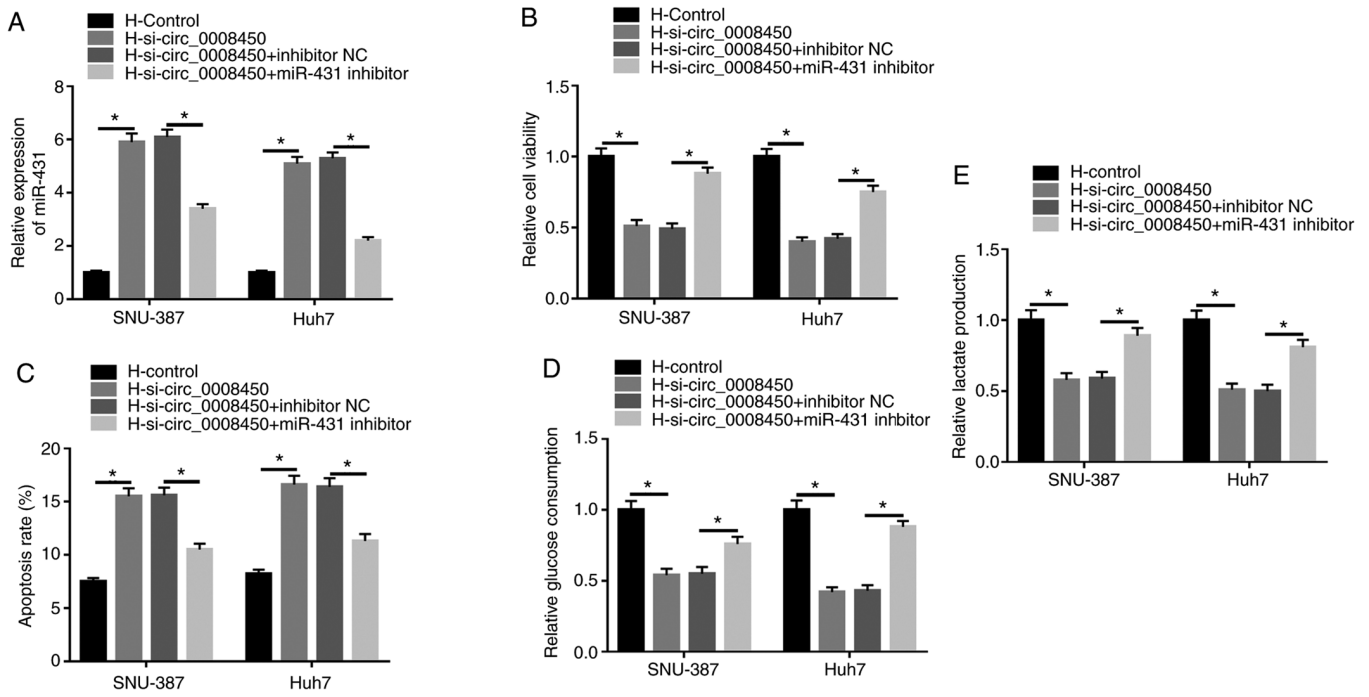 A
H-Control
H-si-circ_0008450
H-si-circ_0008450+inhibitor NC
H-si-circ_0008450+miR-431 inhibitor
Relative expression
of miR-431
8
6
4
2
0
*
*
*
*
SNU-387
Huh7
B
H-Control
H-si-circ_0008450
H-si-circ_0008450+inhibitor NC
H-si-circ_0008450+miR-431 inhibitor
Relative cell viability
1.5
1.0
0.5
0.0
*
*
*
*
SNU-387
Huh7
C
H-control
H-si-circ_0008450
H-si-circ_0008450+inhibitor NC
H-si-circ_0008450+miR-431 inhibitor
Apoptosis rate (%)
20
15
10
5
0
*
*
*
*
SNU-387
Huh7
D
H-control
H-si-circ_0008450
H-si-circ_0008450+inhibitor NC
H-si-circ_0008450+miR-431 inhbitor
Relative glucose consumption
1.5
1.0
0.5
0.0
*
*
*
*
SNU-387
Huh7
E
H-control
H-si-circ_0008450
H-si-circ_0008450+inhibitor NC
H-si-circ_0008450+miR-431 inhibitor
Relative lactate production
1.5
1.0
0.5
0.0
*
*
*
*
SNU-387
Huh7